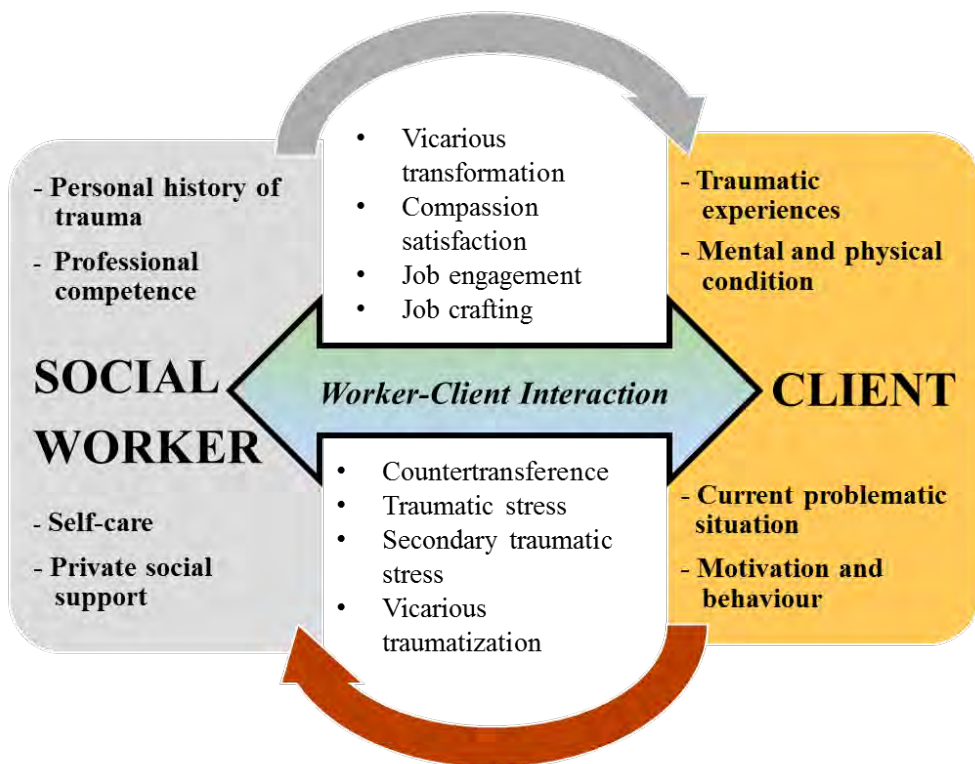 - Personal history of
trauma
- Professional
competence
SOCIAL
WORKER
- Self-care
- Private social
support
• Vicarious
transformation
• Compassion
satisfaction
• Job engagement
• Job crafting
Worker-Client Interaction
• Countertransference
• Traumatic stress
• Secondary traumatic
stress
• Vicarious
traumatization
- Traumatic
experiences
- Mental and physical
condition
CLIENT
- Current problematic
situation
- Motivation and
behaviour